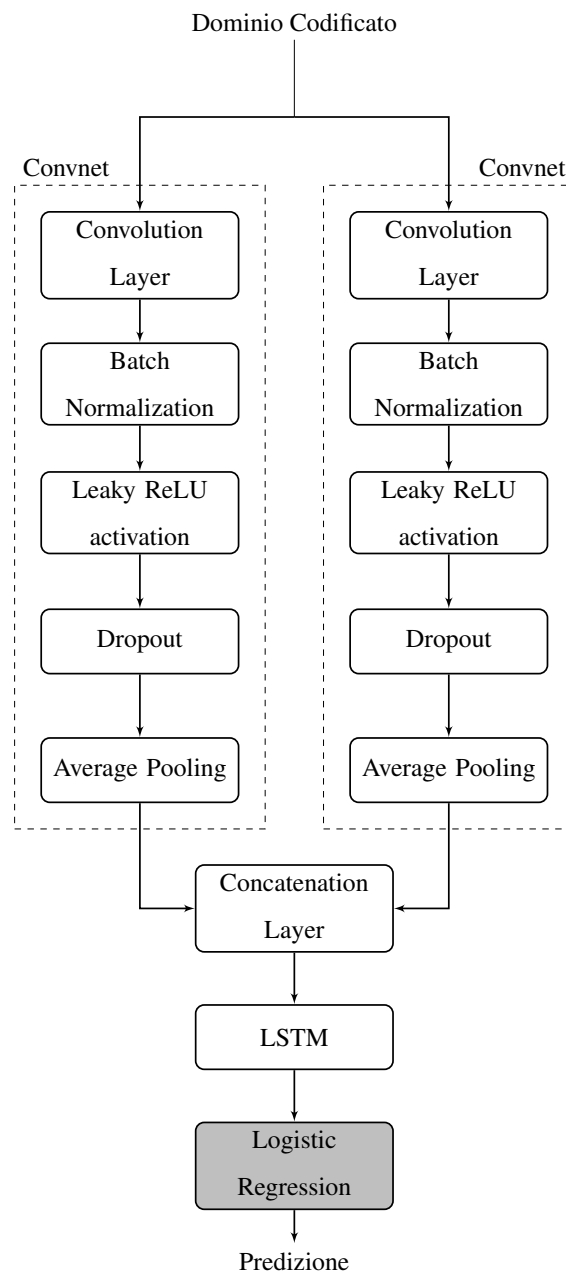 Dominio Codificato
Convnet
Convolution
Layer
Batch
Normalization
Leaky ReLU
activation
Dropout
Average Pooling
Convnet
Convolution
Layer
Batch
Normalization
Leaky ReLU
activation
Dropout
Average Pooling
Concatenation
Layer
LSTM
Logistic
Regression
Predizione